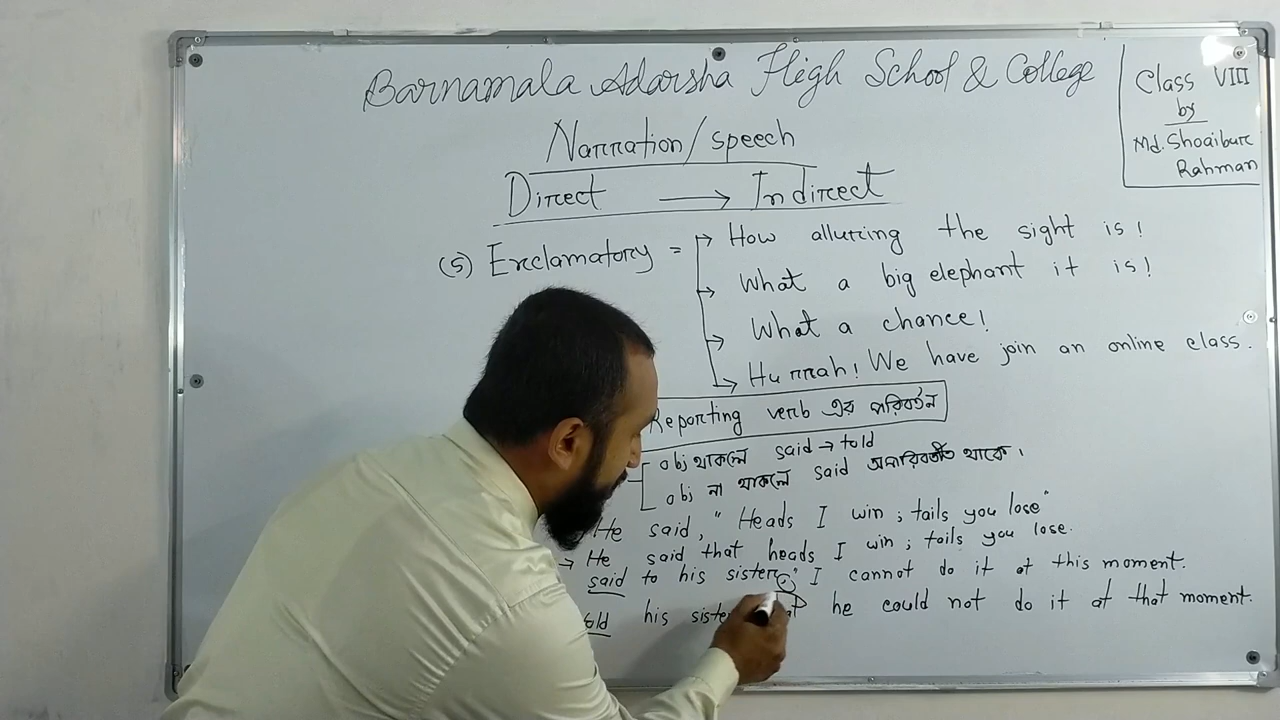 Barnamala Adarsha High School & College
Class VIII
by
Md. Shoaibur
Rahman
Narration/speech
Direct → Indirect
(5) Exclamatory = → How allurring the sight is!
→ What a big elephant it is!
→ What a chance!
→ Hurrah! We have join an online class.
Reporting verb এর পরিবর্তন
obj থাকলে said → told
obj না থাকলে said অপরিবর্তীত থাকে।
He said, "Heads I win; tails you lose"
→ He said that heads I win; tails you lose.
said to his sister, "I cannot do it at this moment.
told his he could not do it at that moment.